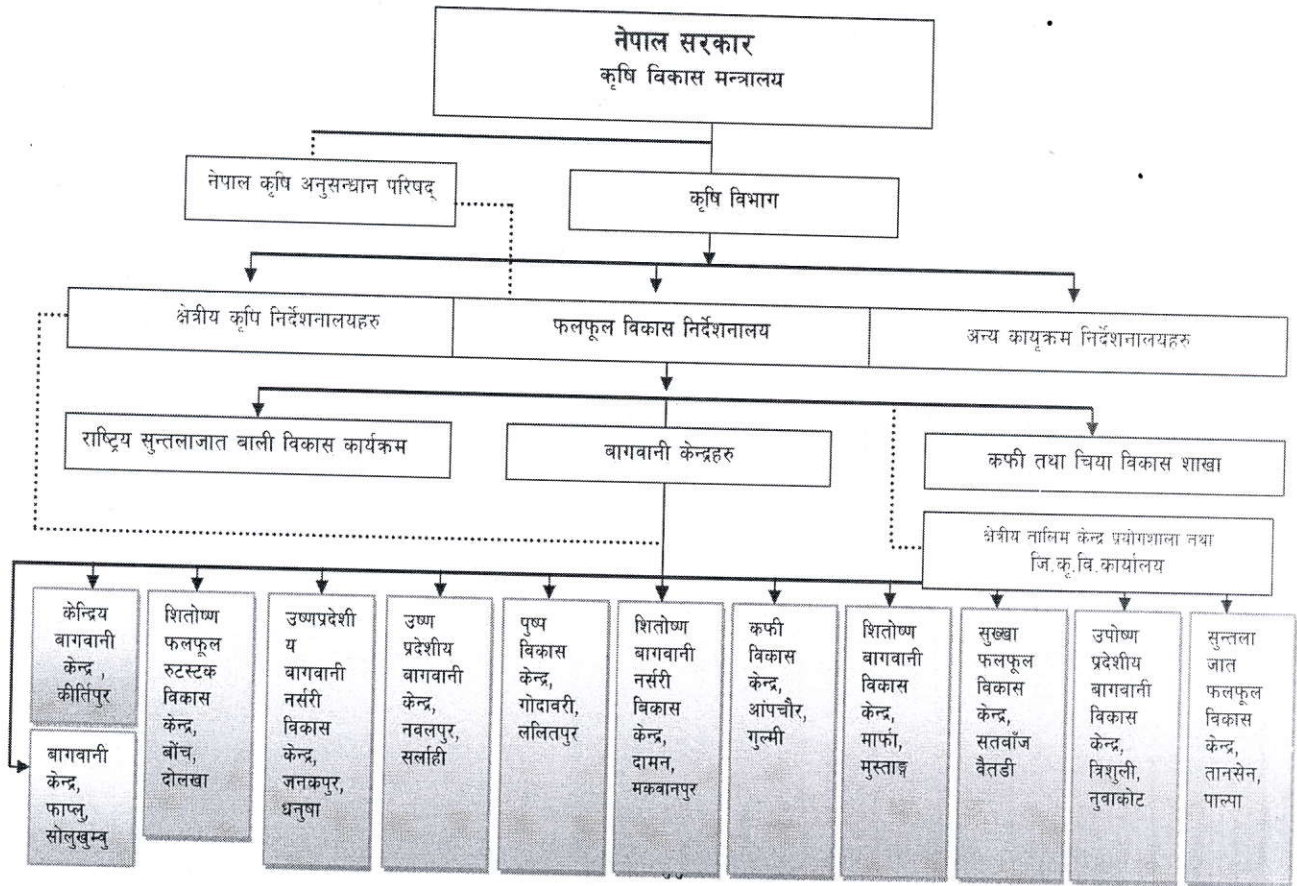 नेपाल सरकार
कृषि विकास मन्त्रालय
नेपाल कृषि अनुसन्धान परिषद्
कृषि विभाग
क्षेत्रीय कृषि निर्देशनालयहरु
फलफूल विकास निर्देशनालय
अन्य कायृक्रम निर्देशनालयहरु
राष्ट्रिय सुन्तलाजात बाली विकास कार्यक्रम
बागवानी केन्द्रहरु
कफी तथा चिया विकास शाखा
क्षेत्रीय तालिम केन्द्र प्रयोगशाला तथा
जि.कृ.वि.कार्यालय
केन्द्रिय
बागवानी
केन्द्र ,
कीर्तिपुर
बागवानी
केन्द्र,
फाप्लु,
सोलुखुम्बु
शितोष्ण
फलफूल
रुटस्टक
विकास
केन्द्र,
बोंच,
दोलखा
उष्णप्रदेशी
य
बागवानी
नर्सरी
विकास
केन्द्र,
जनकपुर,
धनुषा
उष्ण
प्रदेशीय
बागवानी
केन्द्र,
नवलपुर,
सर्लाही
पुष्प
विकास
केन्द्र,
गोदावरी,
ललितपुर
शितोष्ण
बागवानी
नर्सरी
बिकास
केन्द्र,
दामन,
मकवानपुर
कफी
विकास
केन्द्र,
आंपचौर,
गुल्मी
शितोष्ण
बागवानी
विकास
केन्द्र,
मार्फा,
मुस्ताङ्ग
सुख्खा
फलफूल
विकास
केन्द्र,
सतबाँज
वैतडी
उपोष्ण
प्रदेशीय
बागवानी
विकास
केन्द्र,
त्रिशुली,
नुवाकोट
सुन्तला
जात
फलफूल
विकास
केन्द्र,
तानसेन,
पाल्पा